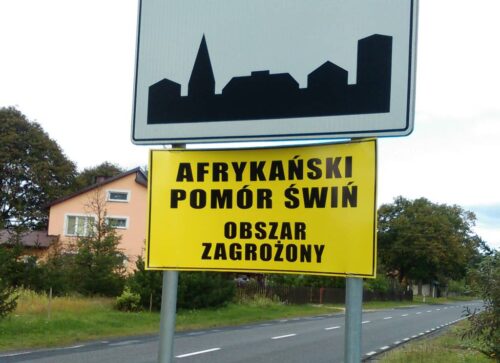 AFRYKAŃSKI
POMÓR ŚWIŃ
OBSZAR
ZAGROŻONY